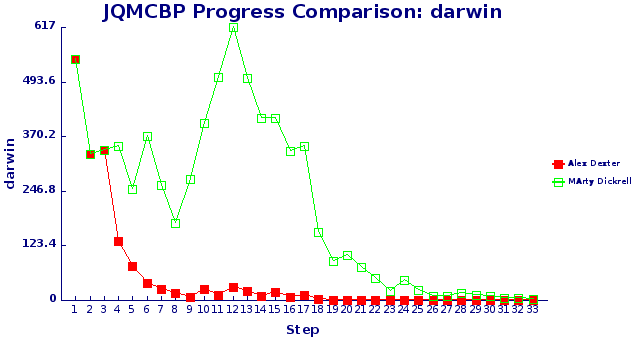 JQMCBP Progress Comparison: darwin
617
493.6
370.2
246.8
123.4
0
darwin
1 2 3 4 5 6 7 8 9 10 11 12 13 14 15 16 17 18 19 20 21 22 23 24 25 26 27 28 29 30 31 32 33
Step
Alex Dexter
MArty Dickrell